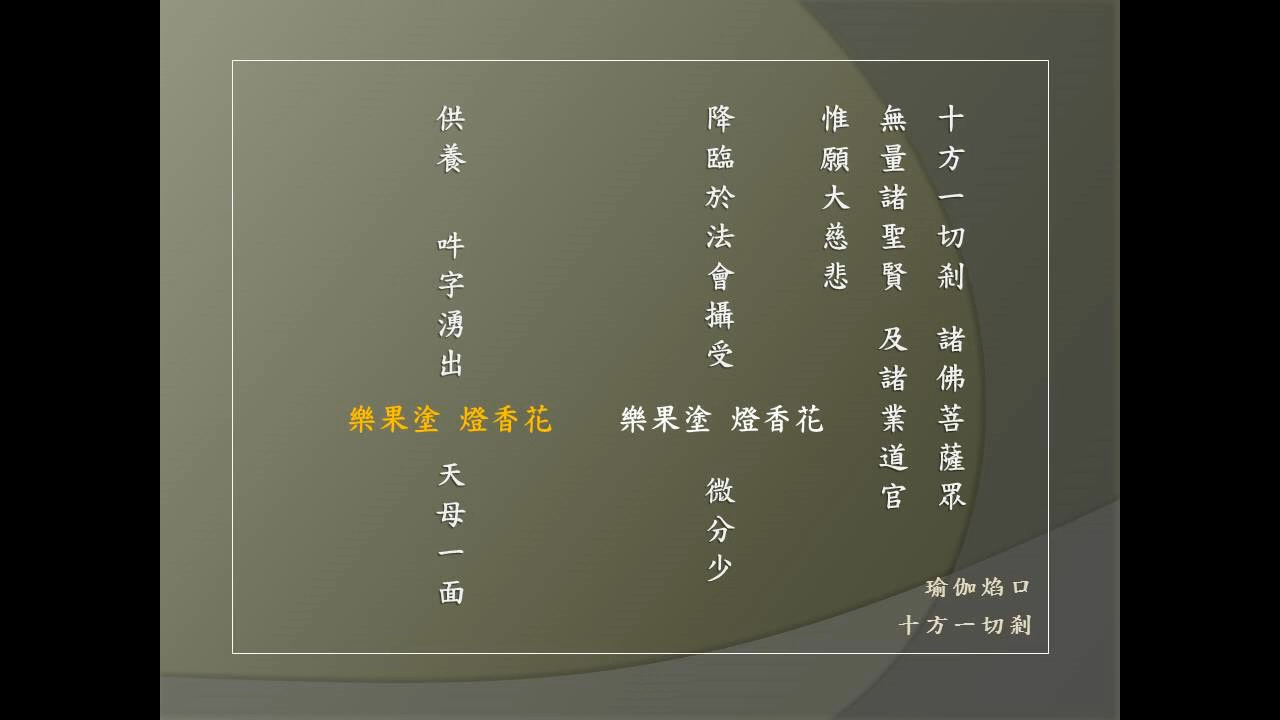 十方一切剎 諸佛菩薩眾
無量諸聖賢 及諸業道官
惟願大慈悲
降臨於法會攝受
樂果塗 燈香花
微分少
供養 吽字湧出
樂果塗 燈香花
天母一面
瑜伽焰口
十方一切剎